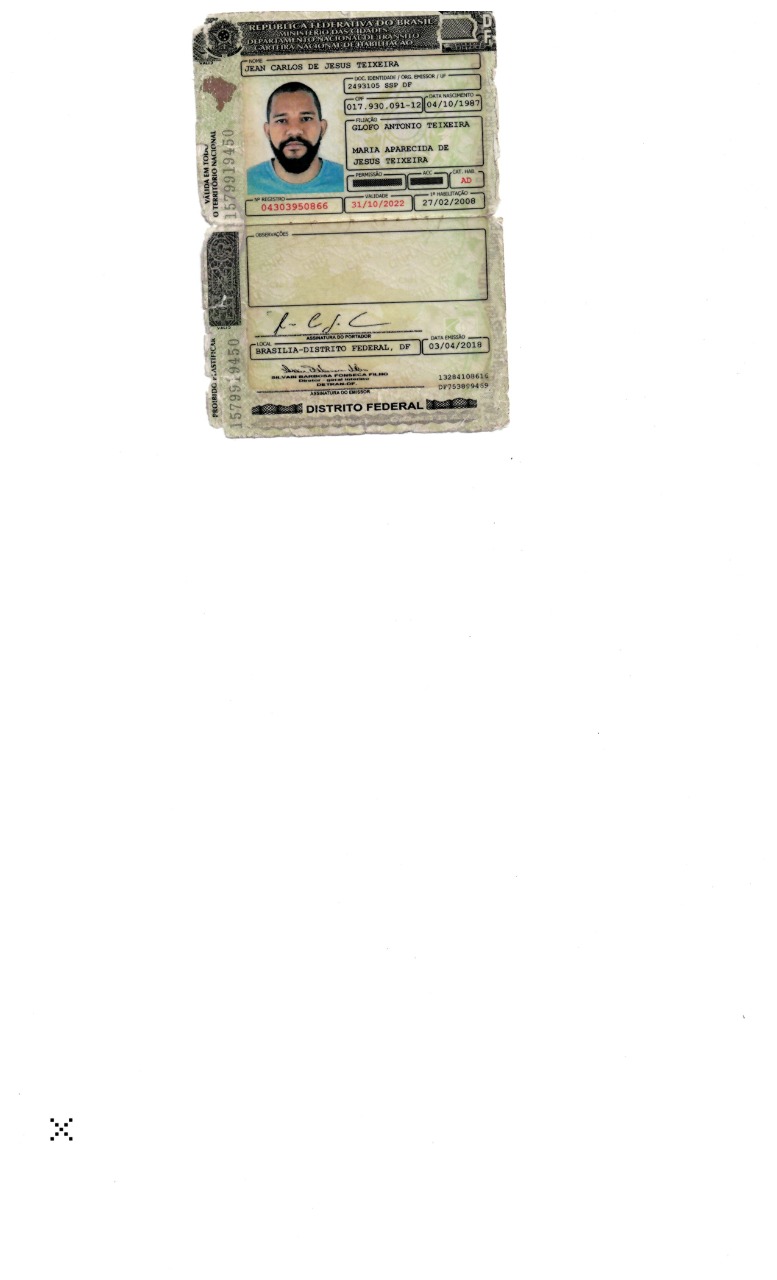 REPÚBLICA FEDERATIVA DO BRASIL
MINISTÉRIO DAS CIDADES
DEPARTAMENTO NACIONAL DE TRÂNSITO
CARTEIRA NACIONAL DE HABILITAÇÃO
DF
NOME
JEAN CARLOS DE JESUS TEIXEIRA
DOC. IDENTIDADE / ORG. EMISSOR / UF
2493105 SSP DF
CPF
017.930.091-12
DATA NASCIMENTO
04/10/1987
FILIAÇÃO
GLOFO ANTONIO TEIXEIRA
MARIA APARECIDA DE
JESUS TEIXEIRA
PERMISSÃO
ACC
CAT. HAB.
AD
Nº REGISTRO
04303950866
VALIDADE
31/10/2022
1ª HABILITAÇÃO
27/02/2008
VÁLIDA EM TODO
O TERRITÓRIO NACIONAL
1579919450
OBSERVAÇÕES
ASSINATURA DO PORTADOR
LOCAL
BRASILIA-DISTRITO FEDERAL, DF
DATA EMISSÃO
03/04/2018
SILVAIN BARBOSA FONSECA FILHO
Diretor - geral interino
DETRAN-DF
ASSINATURA DO EMISSOR
DISTRITO FEDERAL
PROIBIDO PLASTIFICAR
1579919450